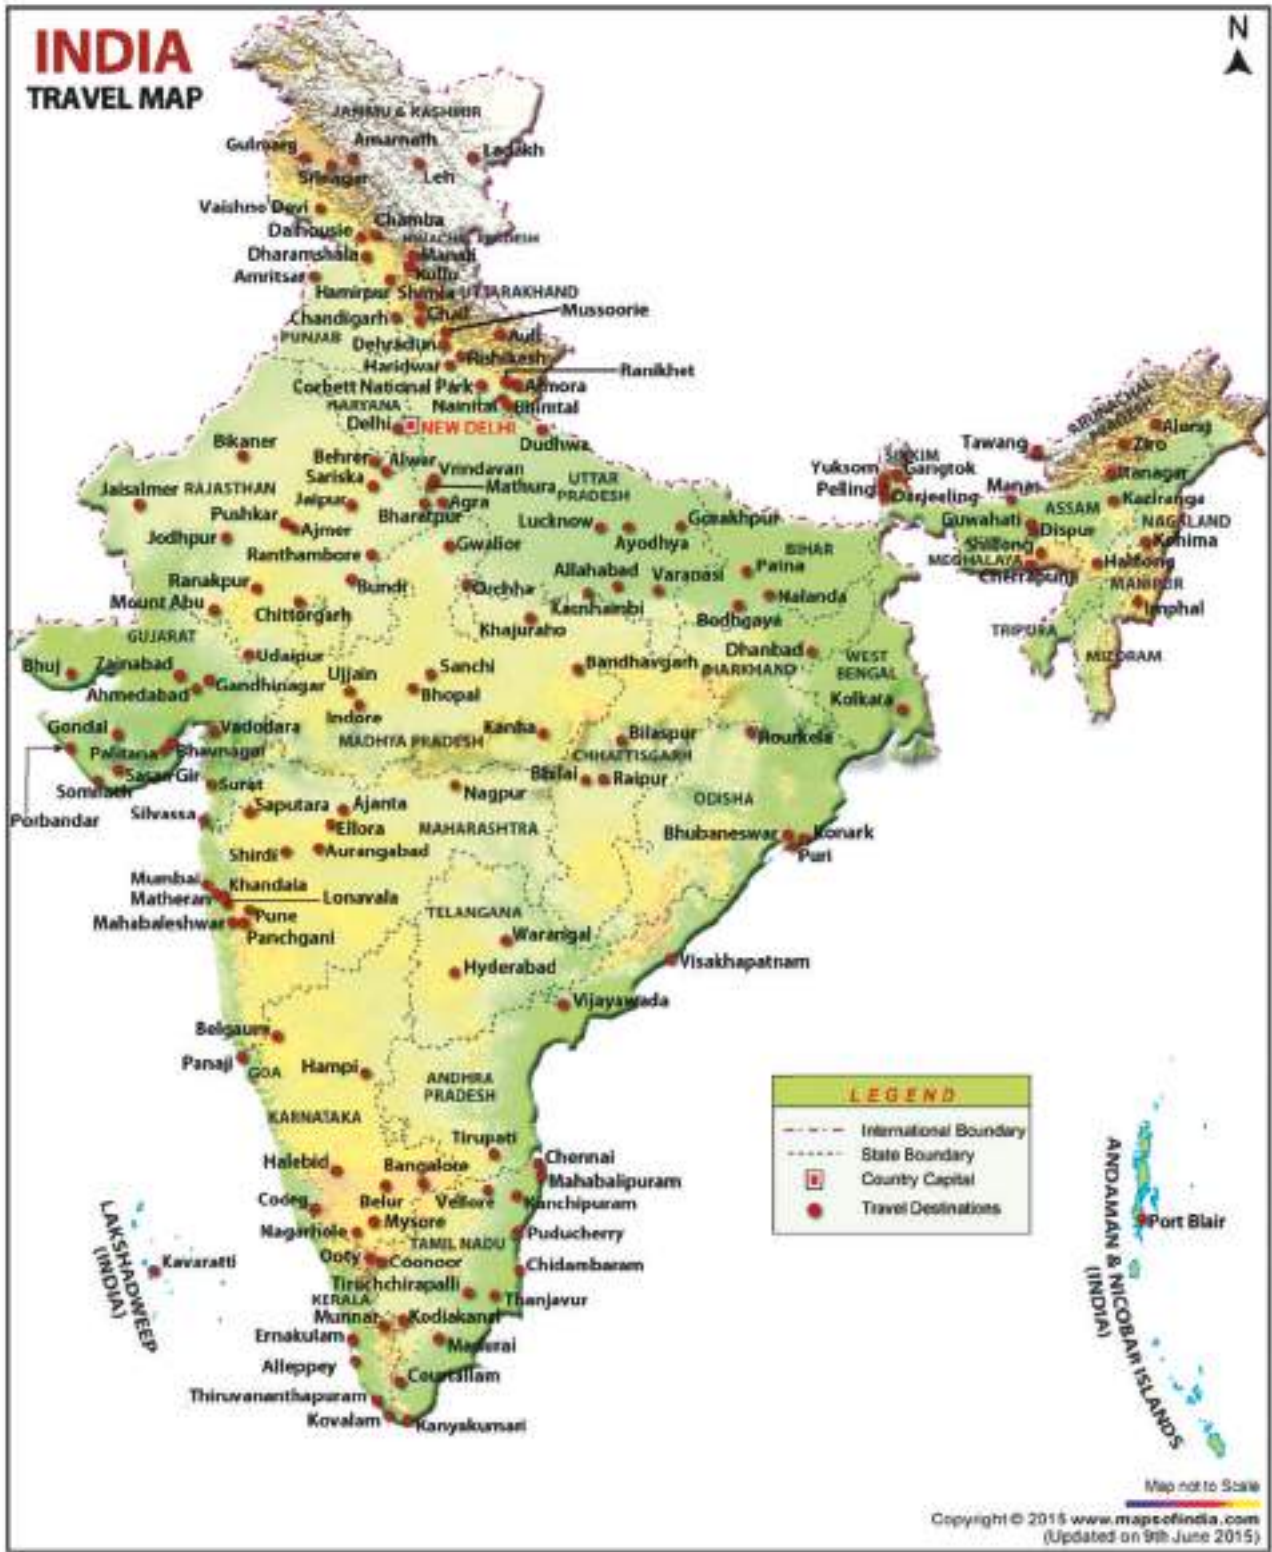 INDIA
TRAVEL MAP
N
JAMMU & KASHMIR
Gulmarg
Amarnath
Ladakh
Srinagar
Leh
Vaishno Devi
Chamba
Dalhousie
HIMACHAL PRADESH
Dharamshala
Manali
Amritsar
Kullu
Hamirpur
Shimla
UTTARAKHAND
Chandigarh
Chail
Mussoorie
PUNJAB
Dehradun
Auli
Haridwar
Rishikesh
Ranikhet
Corbett National Park
Almora
HARYANA
Nainital
Bhimtal
Delhi
NEW DELHI
Dudhwa
Bikaner
Behror
Alwar
Vrindavan
Sariska
Mathura
UTTAR
PRADESH
Jaisalmer
RAJASTHAN
Jaipur
Bharatpur
Agra
Pushkar
Ajmer
Lucknow
Gorakhpur
Jodhpur
Ayodhya
Ranthambore
Gwalior
BIHAR
Ranakpur
Bundi
Orchha
Allahabad
Varanasi
Patna
Mount Abu
Chittorgarh
Kaushambi
Nalanda
Khajuraho
Bodhgaya
GUJARAT
Udaipur
Dhanbad
Bhuj
Zainabad
Ujjain
Sanchi
Bandhavgarh
JHARKHAND
WEST
BENGAL
Ahmedabad
Gandhinagar
Bhopal
Kolkata
Indore
Gondal
Vadodara
MADHYA PRADESH
Kanha
Bilaspur
Rourkela
Palitana
Bhavnagar
CHHATTISGARH
Sasan Gir
Bhilai
Raipur
Somnath
Surat
Nagpur
ODISHA
Porbandar
Silvassa
Saputara
Ajanta
Ellora
MAHARASHTRA
Bhubaneswar
Konark
Puri
Shirdi
Aurangabad
Mumbai
Khandala
Matheran
Lonavala
Mahabaleshwar
Pune
TELANGANA
Panchgani
Warangal
Hyderabad
Visakhapatnam
Vijayawada
Belgaum
Panaji
GOA
Hampi
ANDHRA
PRADESH
KARNATAKA
Tirupati
Halebid
Bangalore
Chennai
Mahabalipuram
Coorg
Belur
Vellore
Kanchipuram
Nagarhole
Mysore
Puducherry
TAMIL NADU
Ooty
Coonoor
Chidambaram
Tiruchchirapalli
KERALA
Thanjavur
Munnar
Kodiakanal
Ernakulam
Madurai
Alleppey
Courtallam
Thiruvananthapuram
Kovalam
Kanyakumari
Kavaratti
LAKSHADWEEP
(INDIA)
ARUNACHAL
PRADESH
Along
Tawang
Ziro
SIKKIM
Yuksom
Gangtok
Itanagar
Pelling
Darjeeling
Manas
ASSAM
Kaziranga
Guwahati
Dispur
NAGALAND
Shillong
Kohima
MEGHALAYA
Haflong
Cherrapunji
MANIPUR
Imphal
TRIPURA
MIZORAM
LEGEND
International Boundary
State Boundary
Country Capital
Travel Destinations
ANDAMAN & NICOBAR ISLANDS
(INDIA)
Port Blair
Map not to Scale
Copyright © 2015 www.mapsofindia.com
(Updated on 9th June 2015)